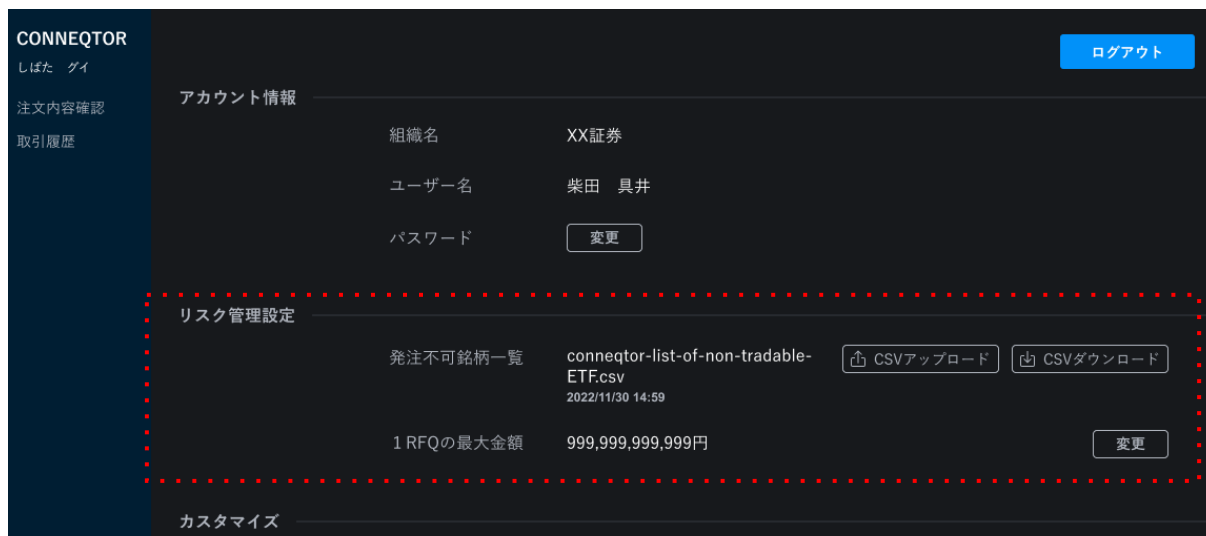 CONNEQTOR
しばた グイ
注文内容確認
取引履歴
ログアウト
アカウント情報
組織名 XX証券
ユーザー名 柴田 具井
パスワード 変更
リスク管理設定
発注不可銘柄一覧 conneqtor-list-of-non-tradable- CSVアップロード CSVダウンロード
ETF.csv
2022/11/30 14:59
1 RFQの最大金額 999,999,999,999円 変更
カスタマイズ